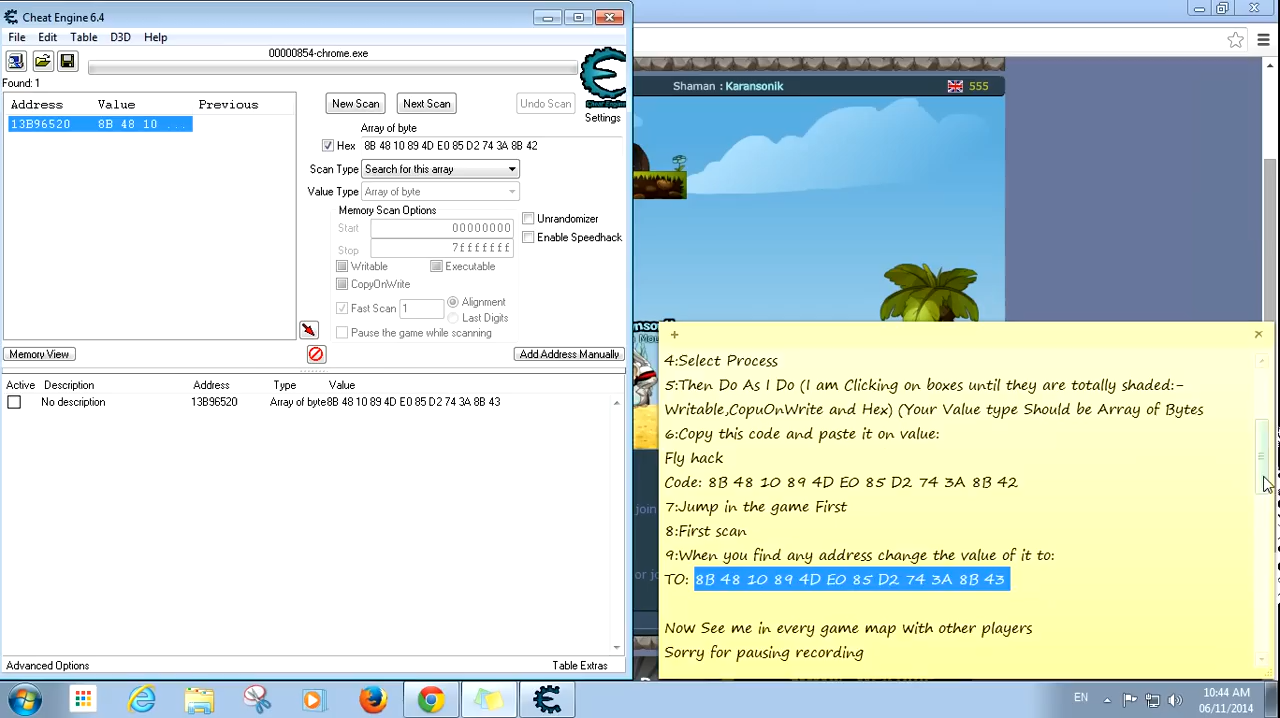 Cheat Engine 6.4
File Edit Table D3D Help
00000854-chrome.exe
Found: 1
Address Value Previous
13B96520 8B 48 10 ...
New Scan Next Scan Undo Scan
Cheat Engine
Settings
Array of byte
Hex 8B 48 10 89 4D E0 85 D2 74 3A 8B 42
Scan Type Search for this array
Value Type Array of byte
Memory Scan Options
Start 00000000
Stop 7fffffff
Unrandomizer
Enable Speedhack
Writable Executable
CopyOnWrite
Fast Scan 1 Alignment
Last Digits
Pause the game while scanning
Memory View Add Address Manually
Active Description Address Type Value
No description 13B96520 Array of byte8B 48 10 89 4D E0 85 D2 74 3A 8B 43
Advanced Options Table Extras
Shaman : Karansonik 555
4:Select Process
5:Then Do As I Do (I am Clicking on boxes until they are totally shaded:-
Writable,CopuOnWrite and Hex) (Your Value type Should be Array of Bytes
6:Copy this code and paste it on value:
Fly hack
Code: 8B 48 10 89 4D E0 85 D2 74 3A 8B 42
7:Jump in the game First
8:First scan
9:When you find any address change the value of it to:
TO: 8B 48 10 89 4D E0 85 D2 74 3A 8B 43
Now See me in every game map With other players
Sorry for pausing recording
join
or joi
EN 10:44 AM
06/11/2014